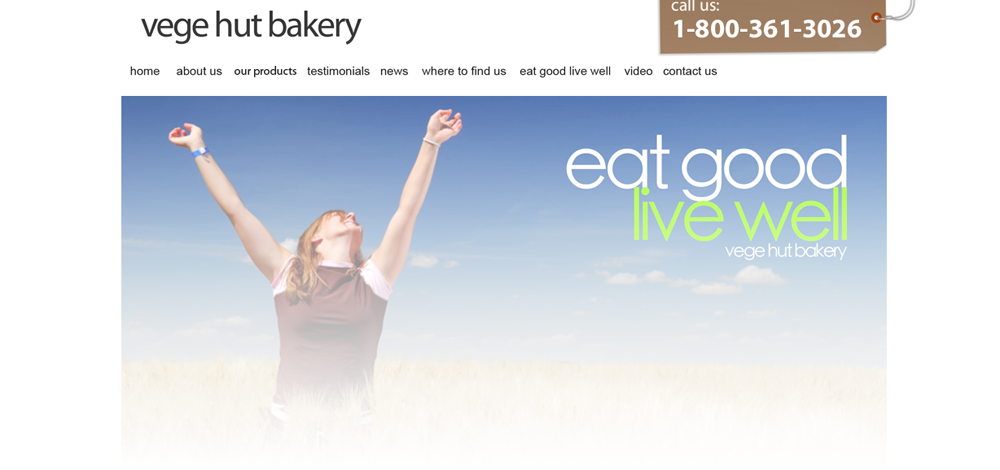 vege hut bakery
call us:
1-800-361-3026
home about us our products testimonials news where to find us eat good live well video contact us
eat good
live well
vege hut bakery